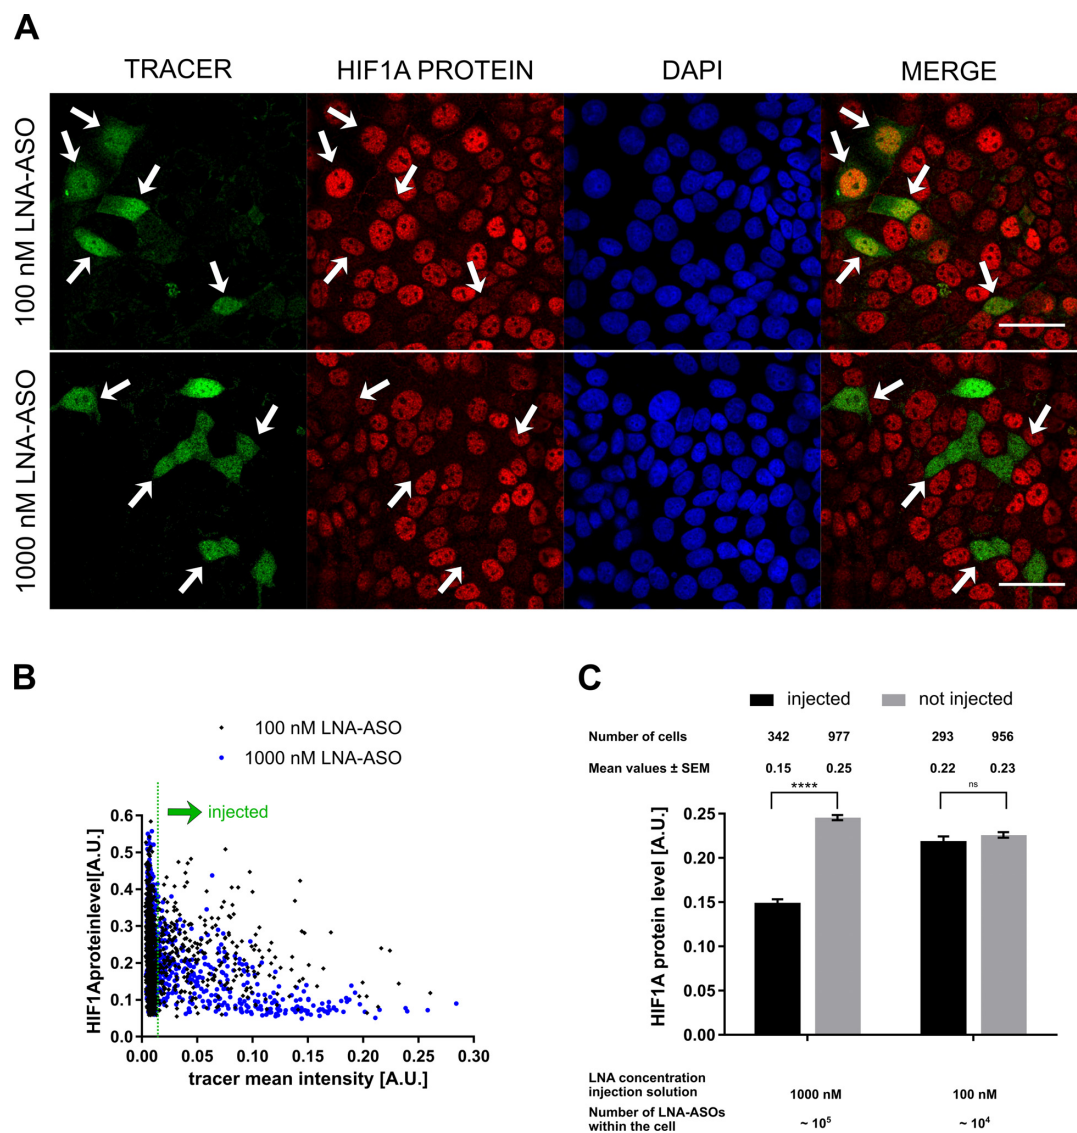 A
TRACER HIF1A PROTEIN DAPI MERGE
100 nM LNA-ASO
1000 nM LNA-ASO
B
100 nM LNA-ASO
1000 nM LNA-ASO
injected
0.6
0.5
0.4
0.3
0.2
0.1
0.0
HIF1Aproteinlevel[A.U.]
0.00 0.05 0.10 0.15 0.20 0.25 0.30
tracer mean intensity [A.U.]
C
injected not injected
Number of cells 342 977 293 956
Mean values ± SEM 0.15 0.25 0.22 0.23
**** ns
0.25
0.20
0.15
0.10
0.05
0.00
HIF1A protein level [A.U.]
LNA concentration
injection solution 1000 nM 100 nM
Number of LNA-ASOs
within the cell ~ 10⁵ ~ 10⁴